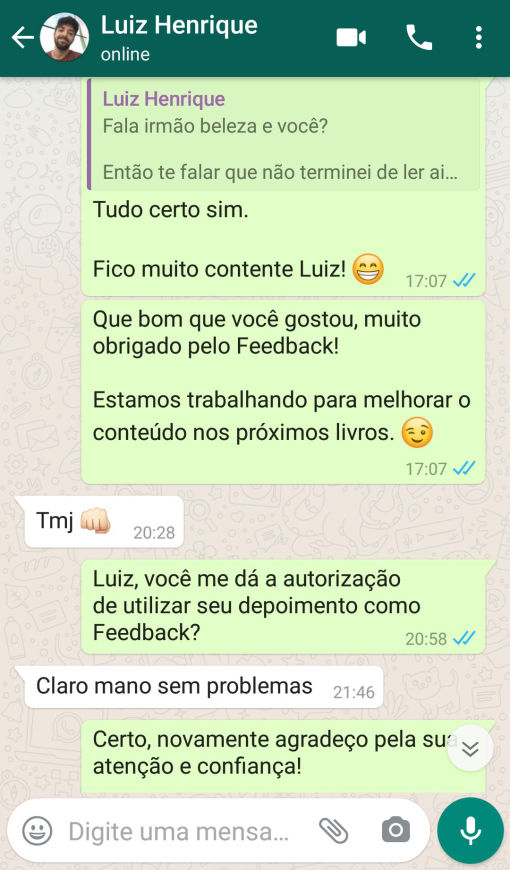 Luiz Henrique
online
Luiz Henrique
Fala irmão beleza e você?
Então te falar que não terminei de ler ai...
Tudo certo sim.
Fico muito contente Luiz! 😁
17:07
Que bom que você gostou, muito
obrigado pelo Feedback!
Estamos trabalhando para melhorar o
conteúdo nos próximos livros. 😉
17:07
Tmj 👊🏻
20:28
Luiz, você me dá a autorização
de utilizar seu depoimento como
Feedback?
20:58
Claro mano sem problemas
21:46
Certo, novamente agradeço pela sua
atenção e confiança!
Digite uma mensa...